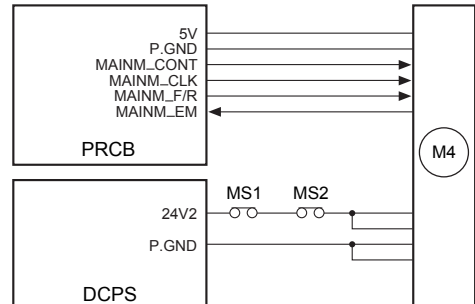 5V
P.GND
MAINM_CONT
MAINM_CLK
MAINM_F/R
MAINM_EM
PRCB
M4
MS1 MS2
24V2
P.GND
DCPS